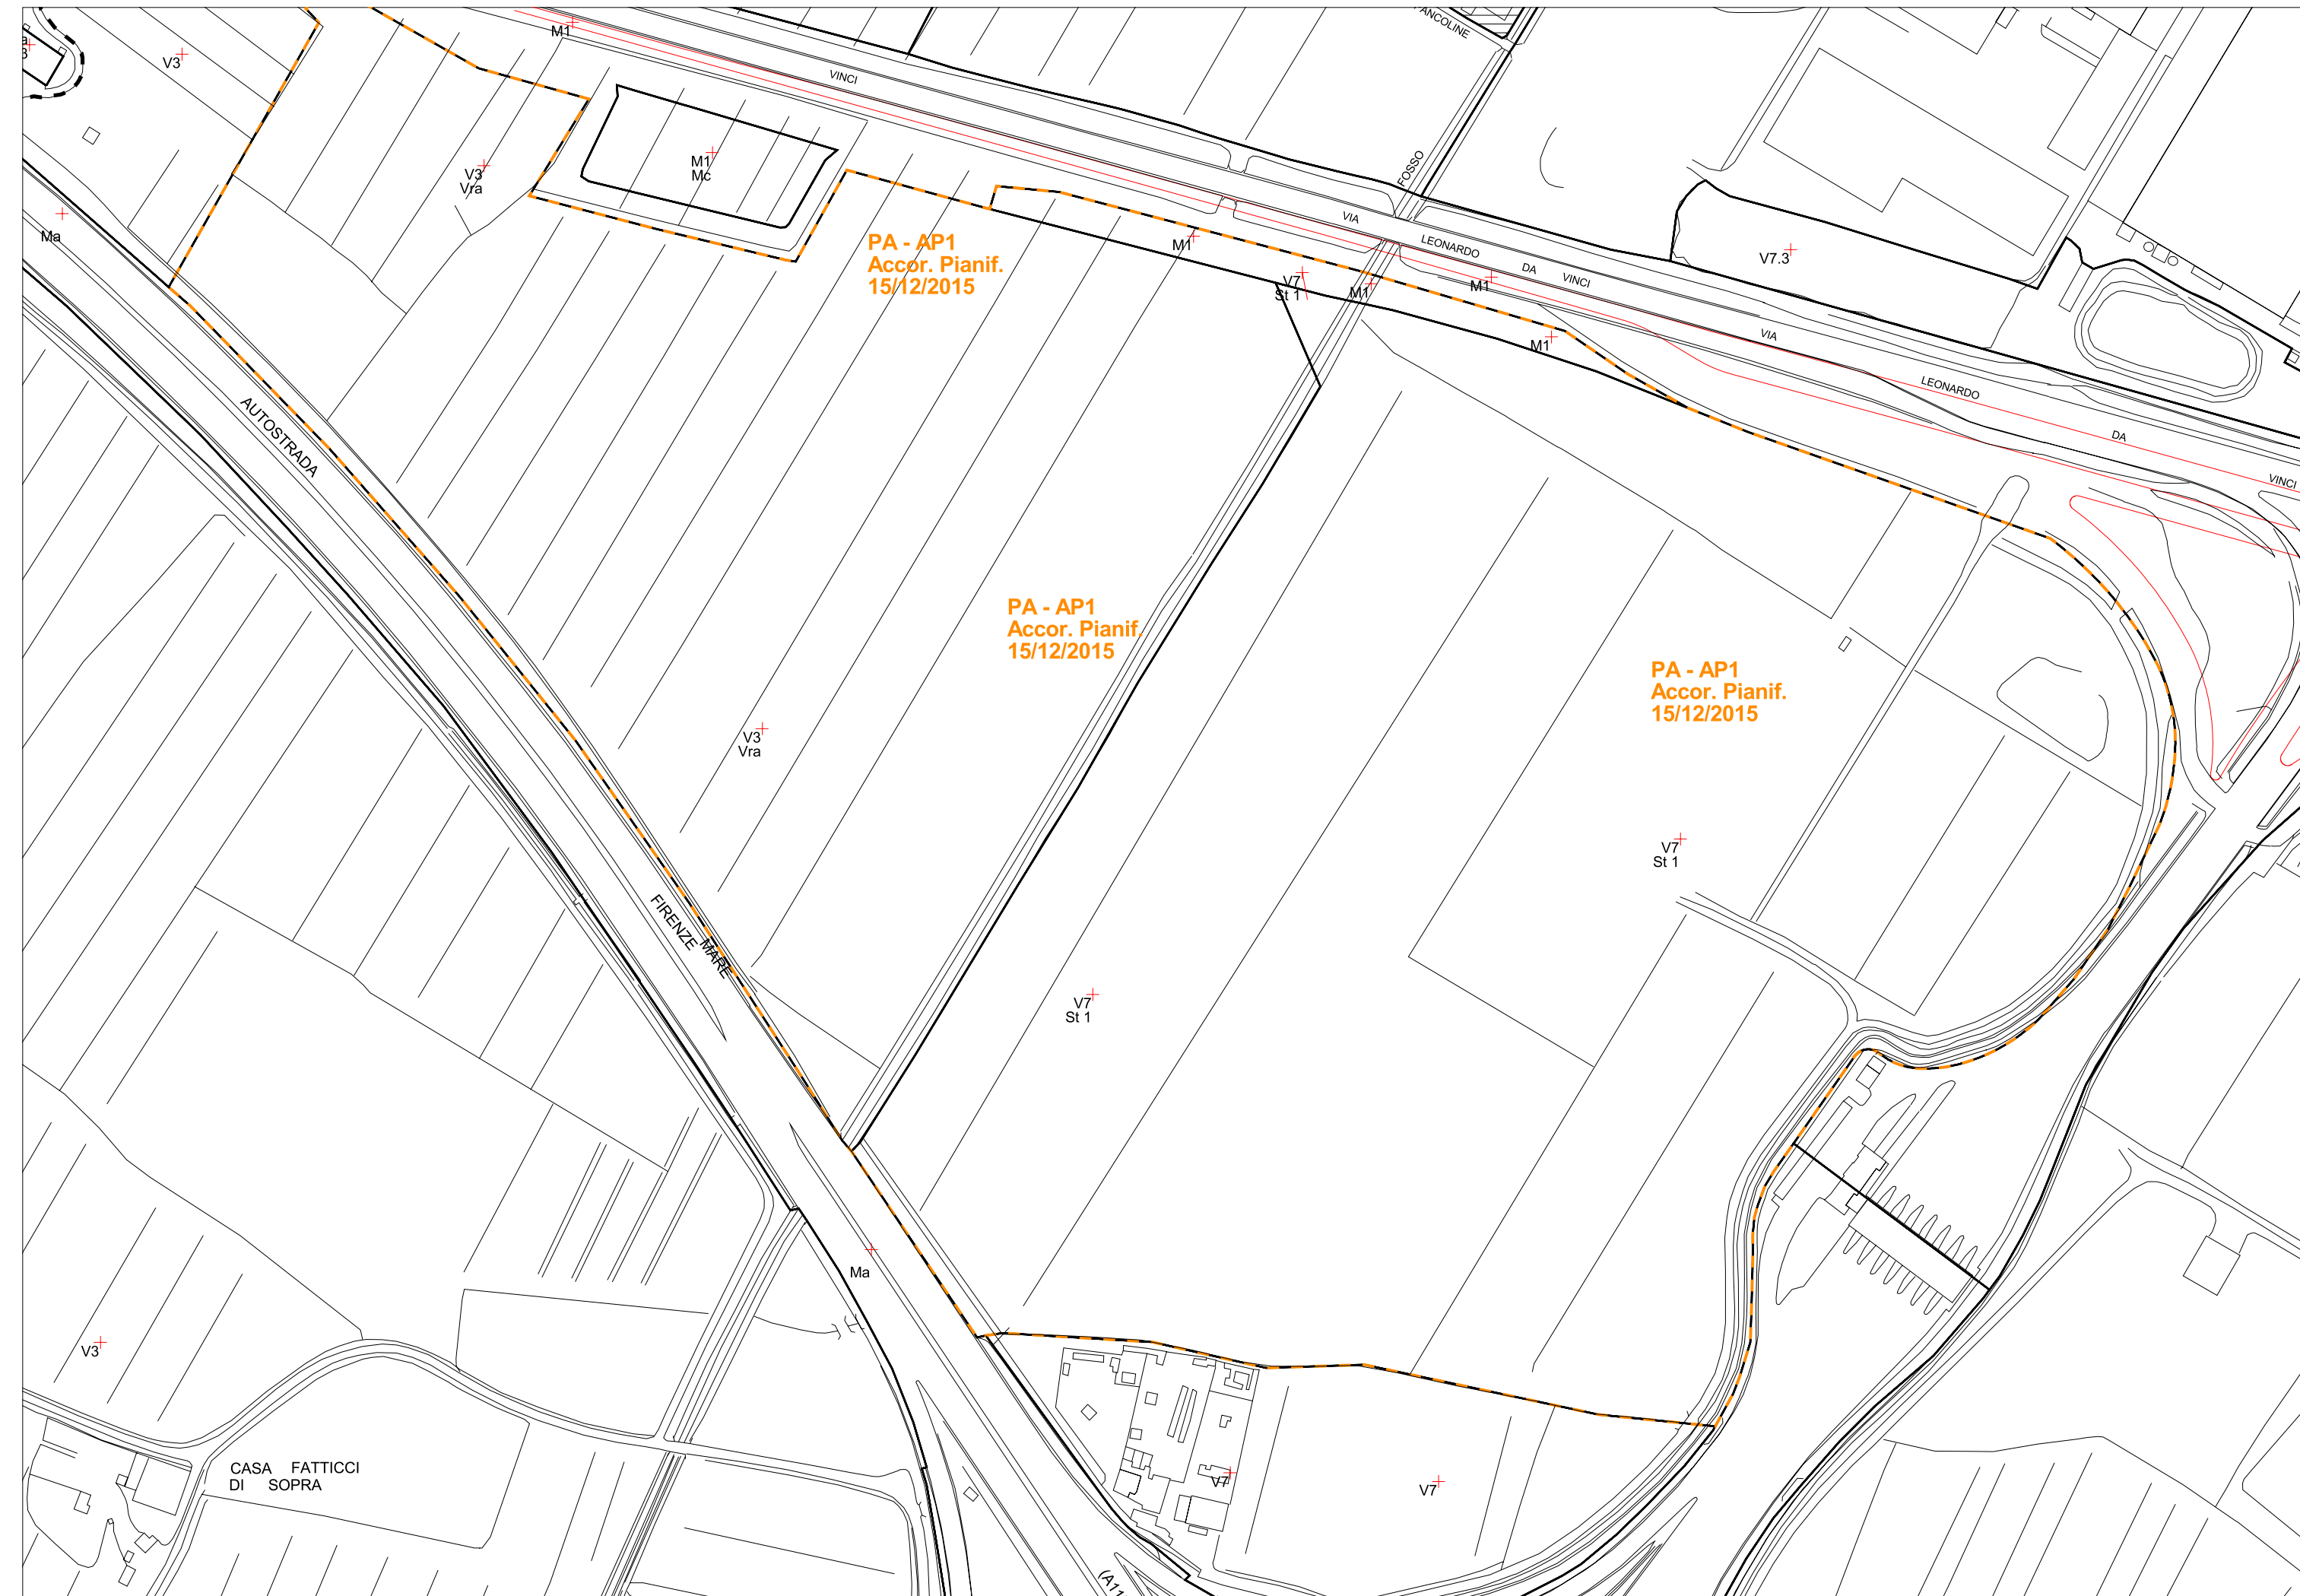 M1
ANCOLINE
V3
VINCI
FOSSO
M1
Mc
V3
Vra
Ma
VIA
LEONARDO
DA
VINCI
V7.3
M1
PA - AP1
Accor. Pianif.
15/12/2015
V7
St 1
M1
M1
M1
VIA
LEONARDO
DA
VINCI
AUTOSTRADA
PA - AP1
Accor. Pianif.
15/12/2015
PA - AP1
Accor. Pianif.
15/12/2015
V3
Vra
V7
St 1
FIRENZE
MARE
V7
St 1
Ma
V3
CASA FATTICCI
DI SOPRA
V7
V7
(A11